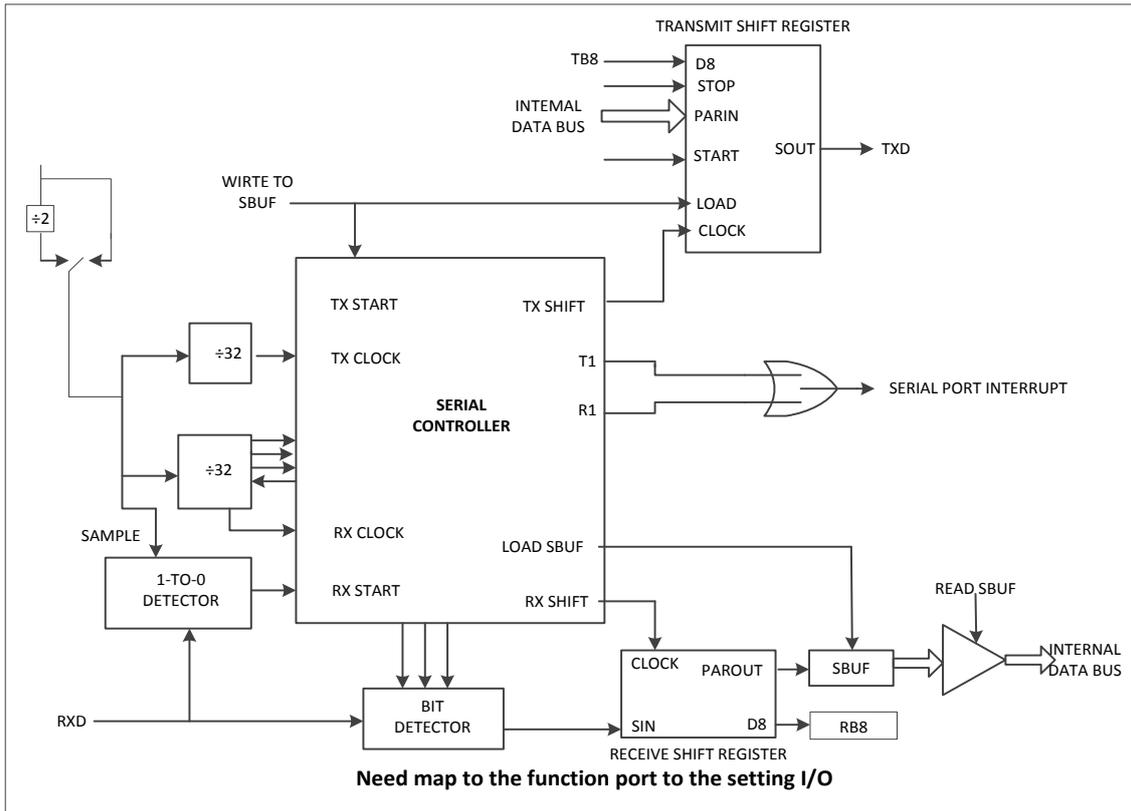 TRANSMIT SHIFT REGISTER
TB8
D8
STOP
INTEMAL
DATA BUS
PARIN
START
SOUT
TXD
WIRTE TO
SBUF
LOAD
CLOCK
÷2
TX START
TX SHIFT
÷32
TX CLOCK
T1
SERIAL PORT INTERRUPT
SERIAL
CONTROLLER
R1
÷32
SAMPLE
RX CLOCK
LOAD SBUF
1-TO-0
DETECTOR
RX START
RX SHIFT
READ SBUF
CLOCK
PAROUT
SBUF
INTERNAL
DATA BUS
RXD
BIT
DETECTOR
SIN
D8
RB8
RECEIVE SHIFT REGISTER
Need map to the function port to the setting I/O